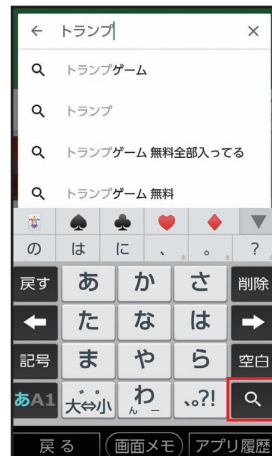 トランプ
トランプゲーム
トランプ
トランプゲーム 無料全部入ってる
トランプゲーム 無料
の は に 、 。 ?
戻す あ か さ 削除
た な は
記号 ま や ら 空白
あA1 大⇔小 わ 、。?!
ん ー
戻る 画面メモ アプリ履歴